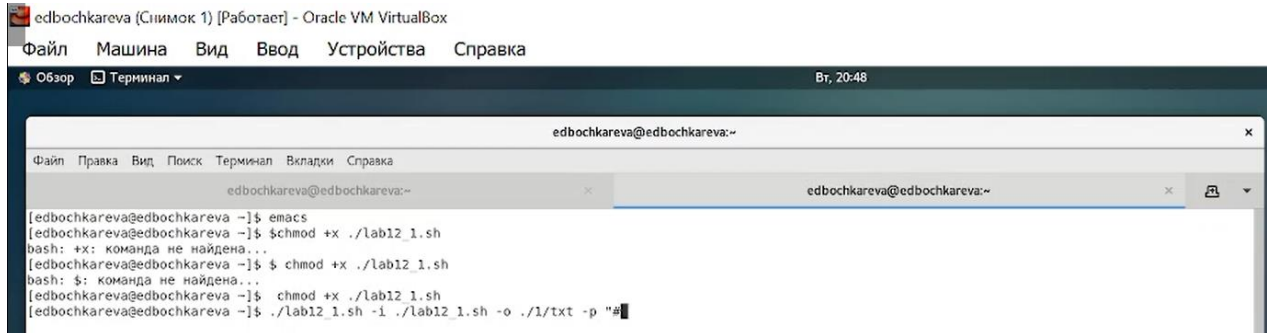 edbochkareva (Снимок 1) [Работает] - Oracle VM VirtualBox
Файл Машина Вид Ввод Устройства Справка
Обзор Терминал Вт, 20:48
edbochkareva@edbochkareva:~
Файл Правка Вид Поиск Терминал Вкладки Справка
edbochkareva@edbochkareva:~ edbochkareva@edbochkareva:~
[edbochkareva@edbochkareva ~]$ emacs
[edbochkareva@edbochkareva ~]$ $chmod +x ./lab12_1.sh
bash: +x: команда не найдена...
[edbochkareva@edbochkareva ~]$ $ chmod +x ./lab12_1.sh
bash: $: команда не найдена...
[edbochkareva@edbochkareva ~]$  chmod +x ./lab12_1.sh
[edbochkareva@edbochkareva ~]$ ./lab12_1.sh -i ./lab12_1.sh -o ./1/txt -p "#